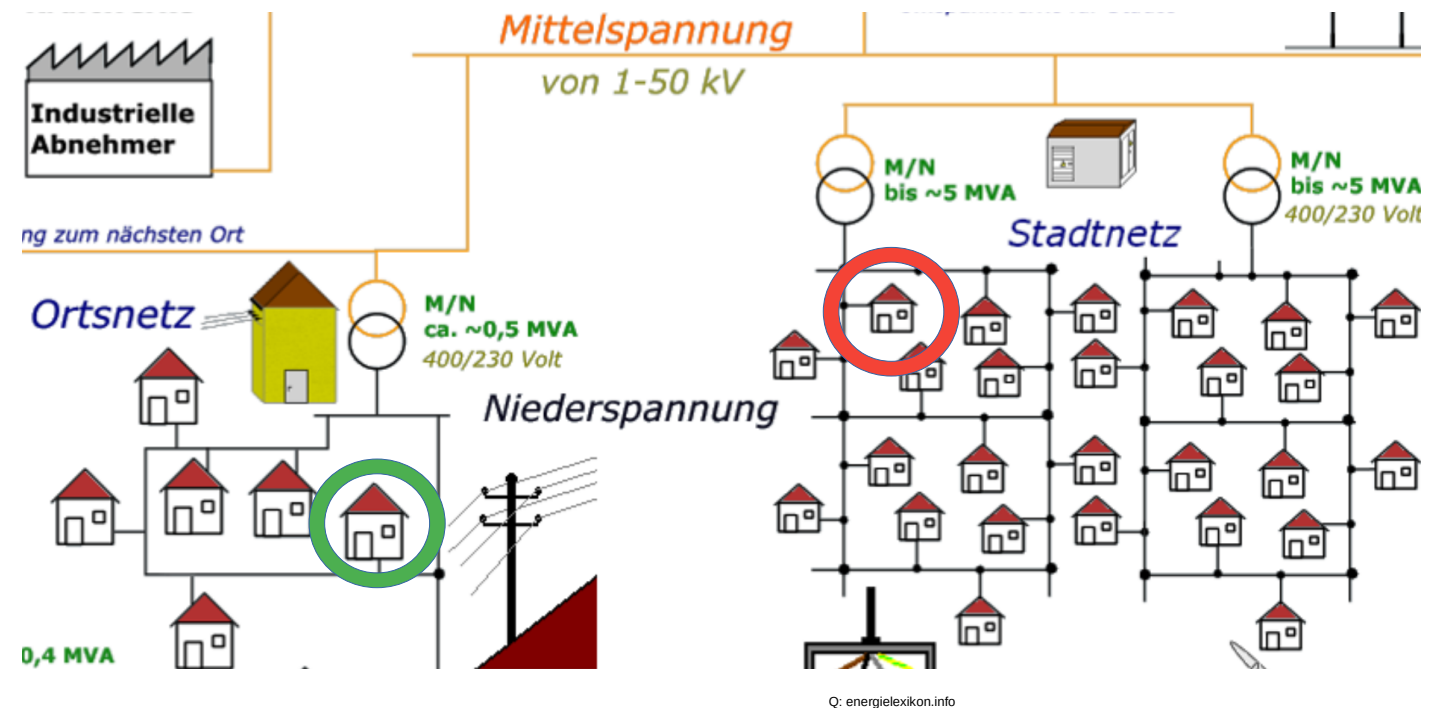 Mittelspannung
von 1-50 kV
Industrielle
Abnehmer
M/N
bis ~5 MVA
M/N
bis ~5 MVA
400/230 Volt
Stadtnetz
ng zum nächsten Ort
Ortsnetz
M/N
ca. ~0,5 MVA
400/230 Volt
Niederspannung
0,4 MVA
Q: energielexikon.info